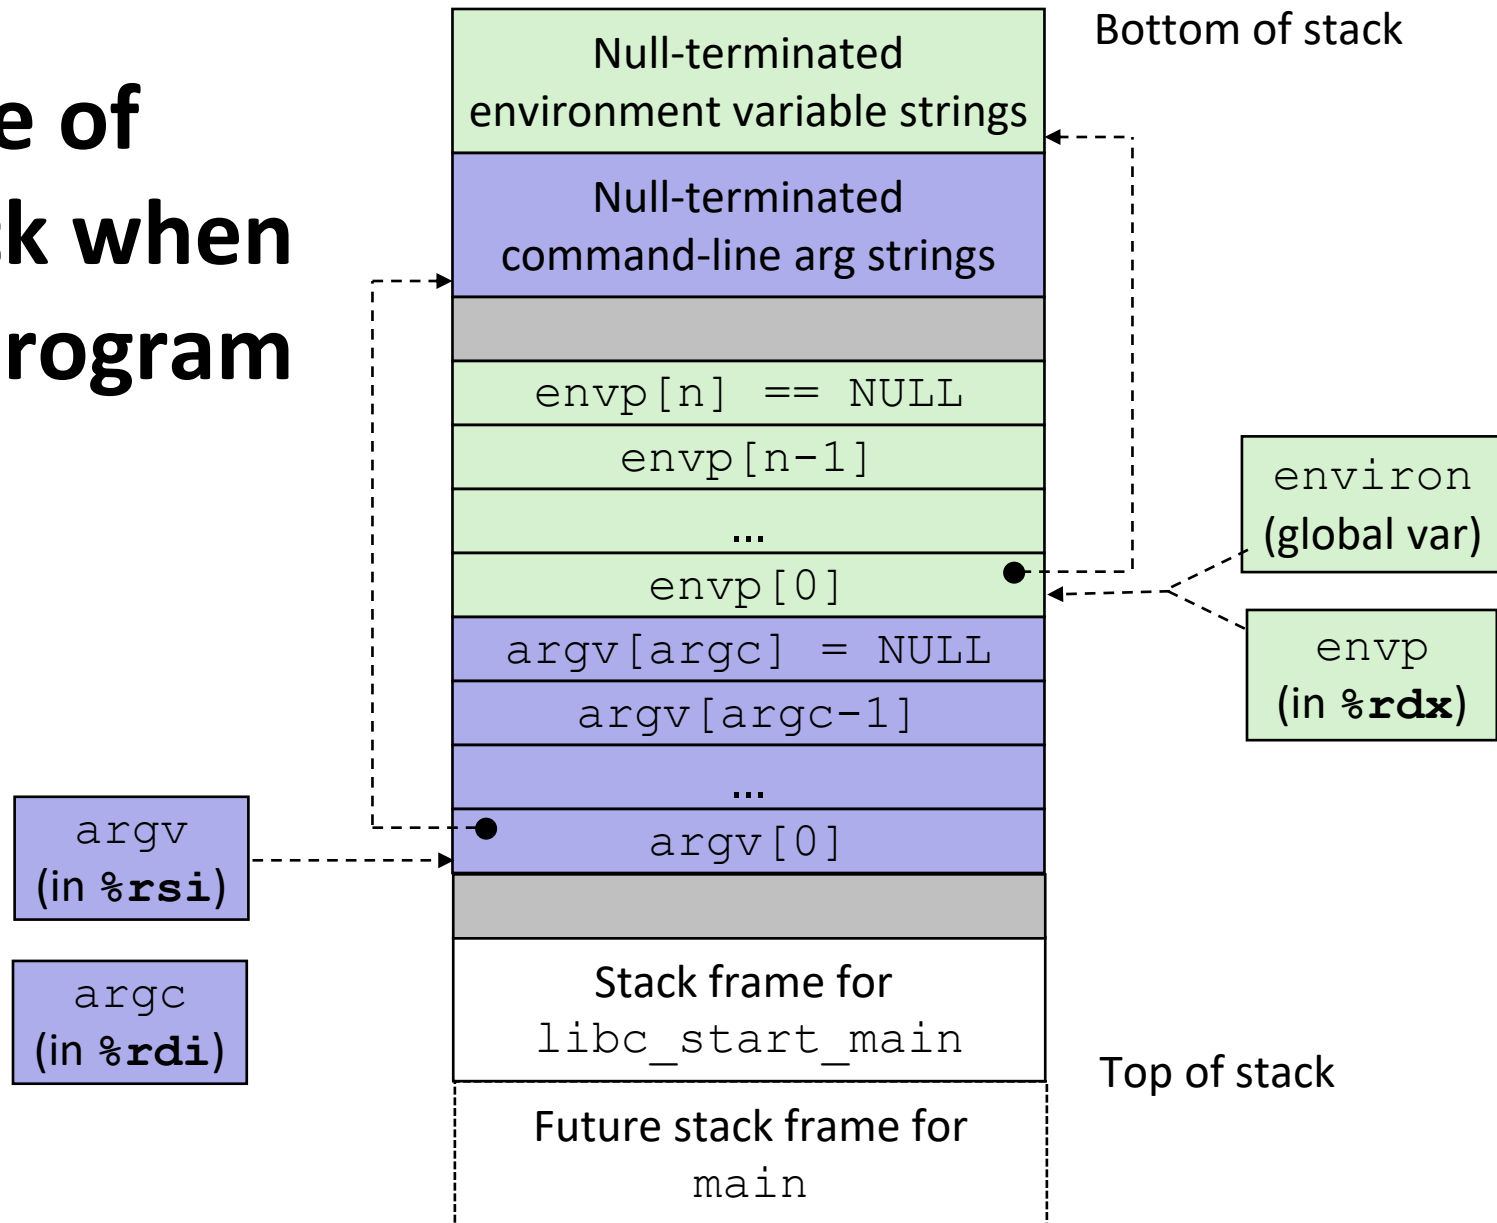 e of
ck when
rogram
Bottom of stack
Null-terminated
environment variable strings
Null-terminated
command-line arg strings
envp[n] == NULL
envp[n-1]
...
envp[0]
environ
(global var)
envp
(in %rdx)
argv[argc] = NULL
argv[argc-1]
...
argv[0]
argv
(in %rsi)
argc
(in %rdi)
Stack frame for
libc_start_main
Top of stack
Future stack frame for
main